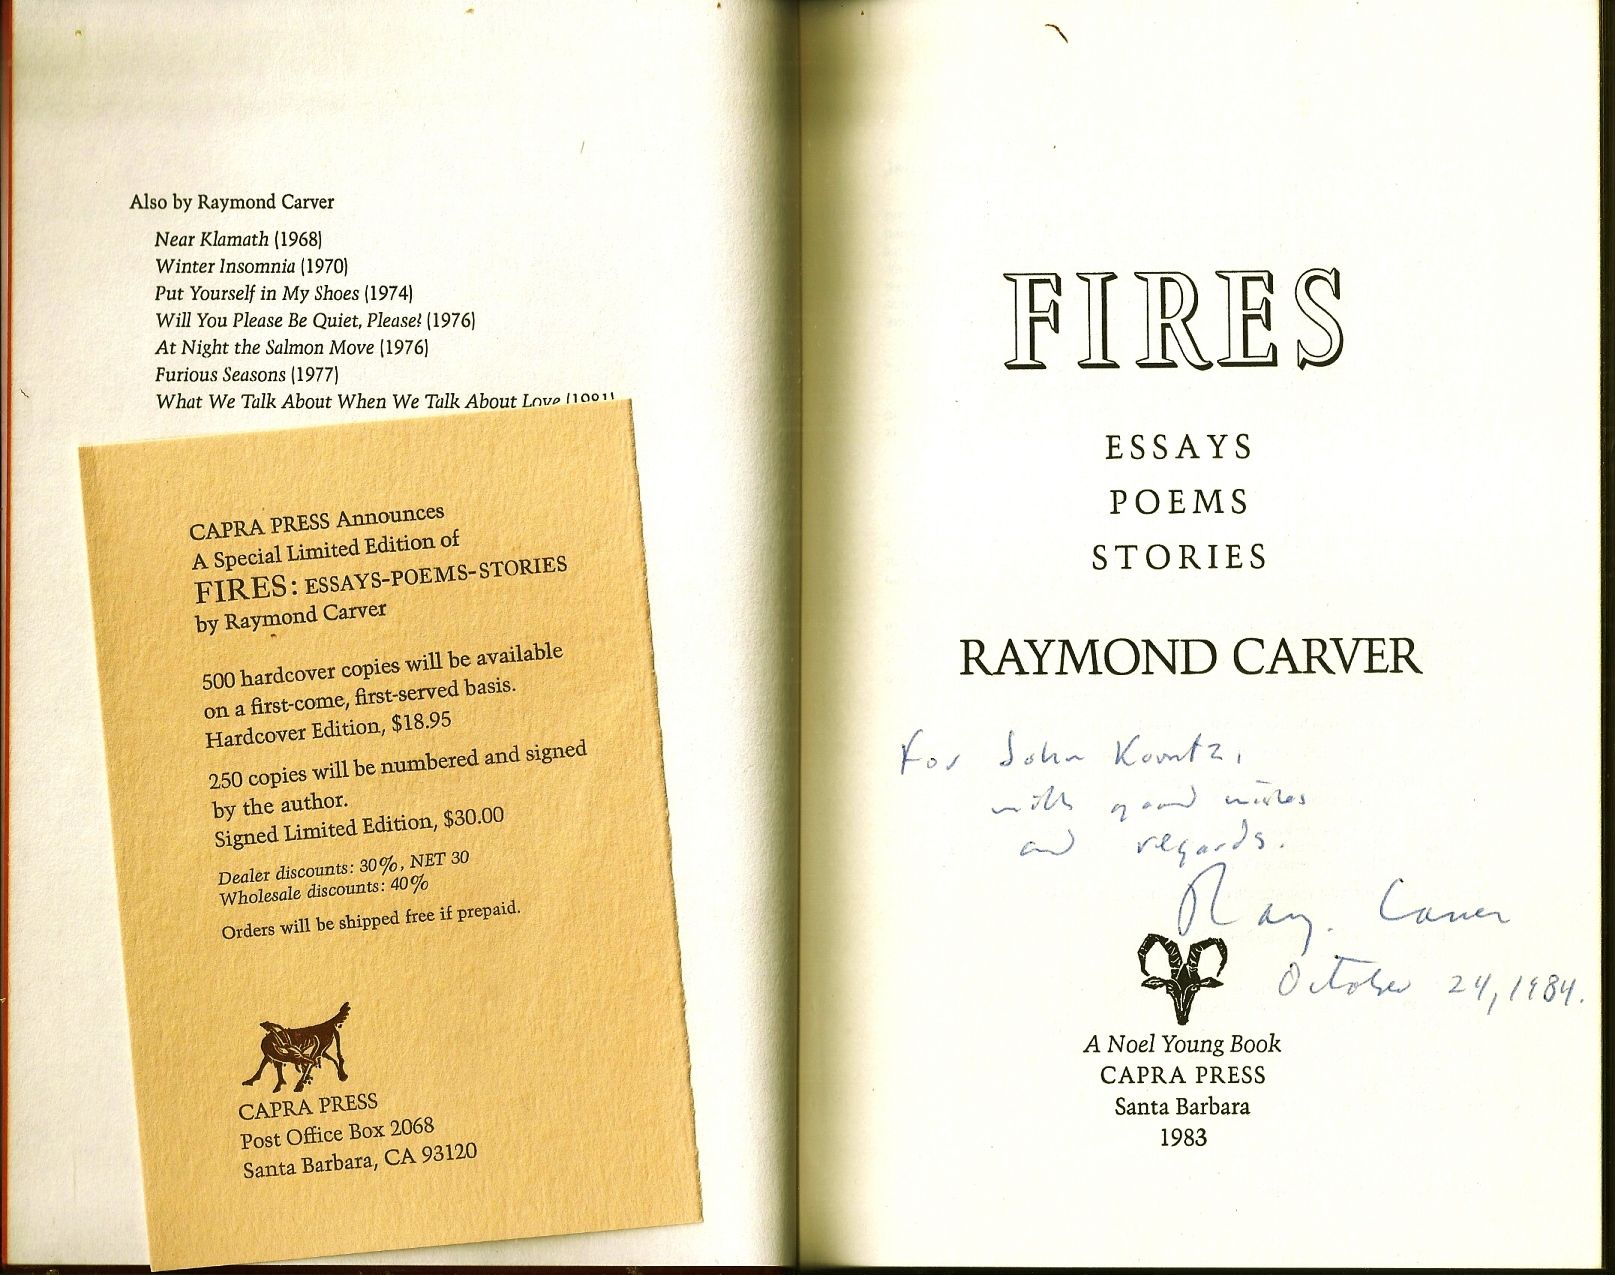 Also by Raymond Carver
Near Klamath (1968)
Winter Insomnia (1970)
Put Yourself in My Shoes (1974)
Will You Please Be Quiet, Please? (1976)
At Night the Salmon Move (1976)
Furious Seasons (1977)
What We Talk About When We Talk About Love (1981)
CAPRA PRESS Announces
A Special Limited Edition of
FIRES: ESSAYS-POEMS-STORIES
by Raymond Carver
500 hardcover copies will be available
on a first-come, first-served basis.
Hardcover Edition, $18.95
250 copies will be numbered and signed
by the author.
Signed Limited Edition, $30.00
Dealer discounts: 30%, NET 30
Wholesale discounts: 40%
Orders will be shipped free if prepaid.
CAPRA PRESS
Post Office Box 2068
Santa Barbara, CA 93120
FIRES
ESSAYS
POEMS
STORIES
RAYMOND CARVER
For John Koontz,
with good wishes
and regards.
Ray Carver
October 24, 1984.
A Noel Young Book
CAPRA PRESS
Santa Barbara
1983